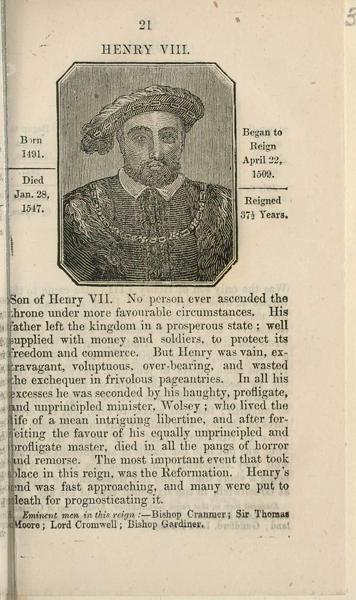 21
HENRY VIII.
Born
1491.
Died
Jan. 28,
1547.
Began to
Reign
April 22,
1509.
Reigned
37½ Years.
Son of Henry VII. No person ever ascended the
throne under more favourable circumstances. His
father left the kingdom in a prosperous state; well
supplied with money and soldiers, to protect its
freedom and commerce. But Henry was vain, ex-
travagant, voluptuous, over-bearing, and wasted
the exchequer in frivolous pageantries. In all his
excesses he was seconded by his haughty, profligate,
and unprincipled minister, Wolsey; who lived the
life of a mean intriguing libertine, and after for-
feiting the favour of his equally unprincipled and
profligate master, died in all the pangs of horror
and remorse. The most important event that took
place in this reign, was the Reformation. Henry's
end was fast approaching, and many were put to
death for prognosticating it.
Eminent men in this reign:—Bishop Cranmer; Sir Thomas
Moore; Lord Cromwell; Bishop Gardiner.